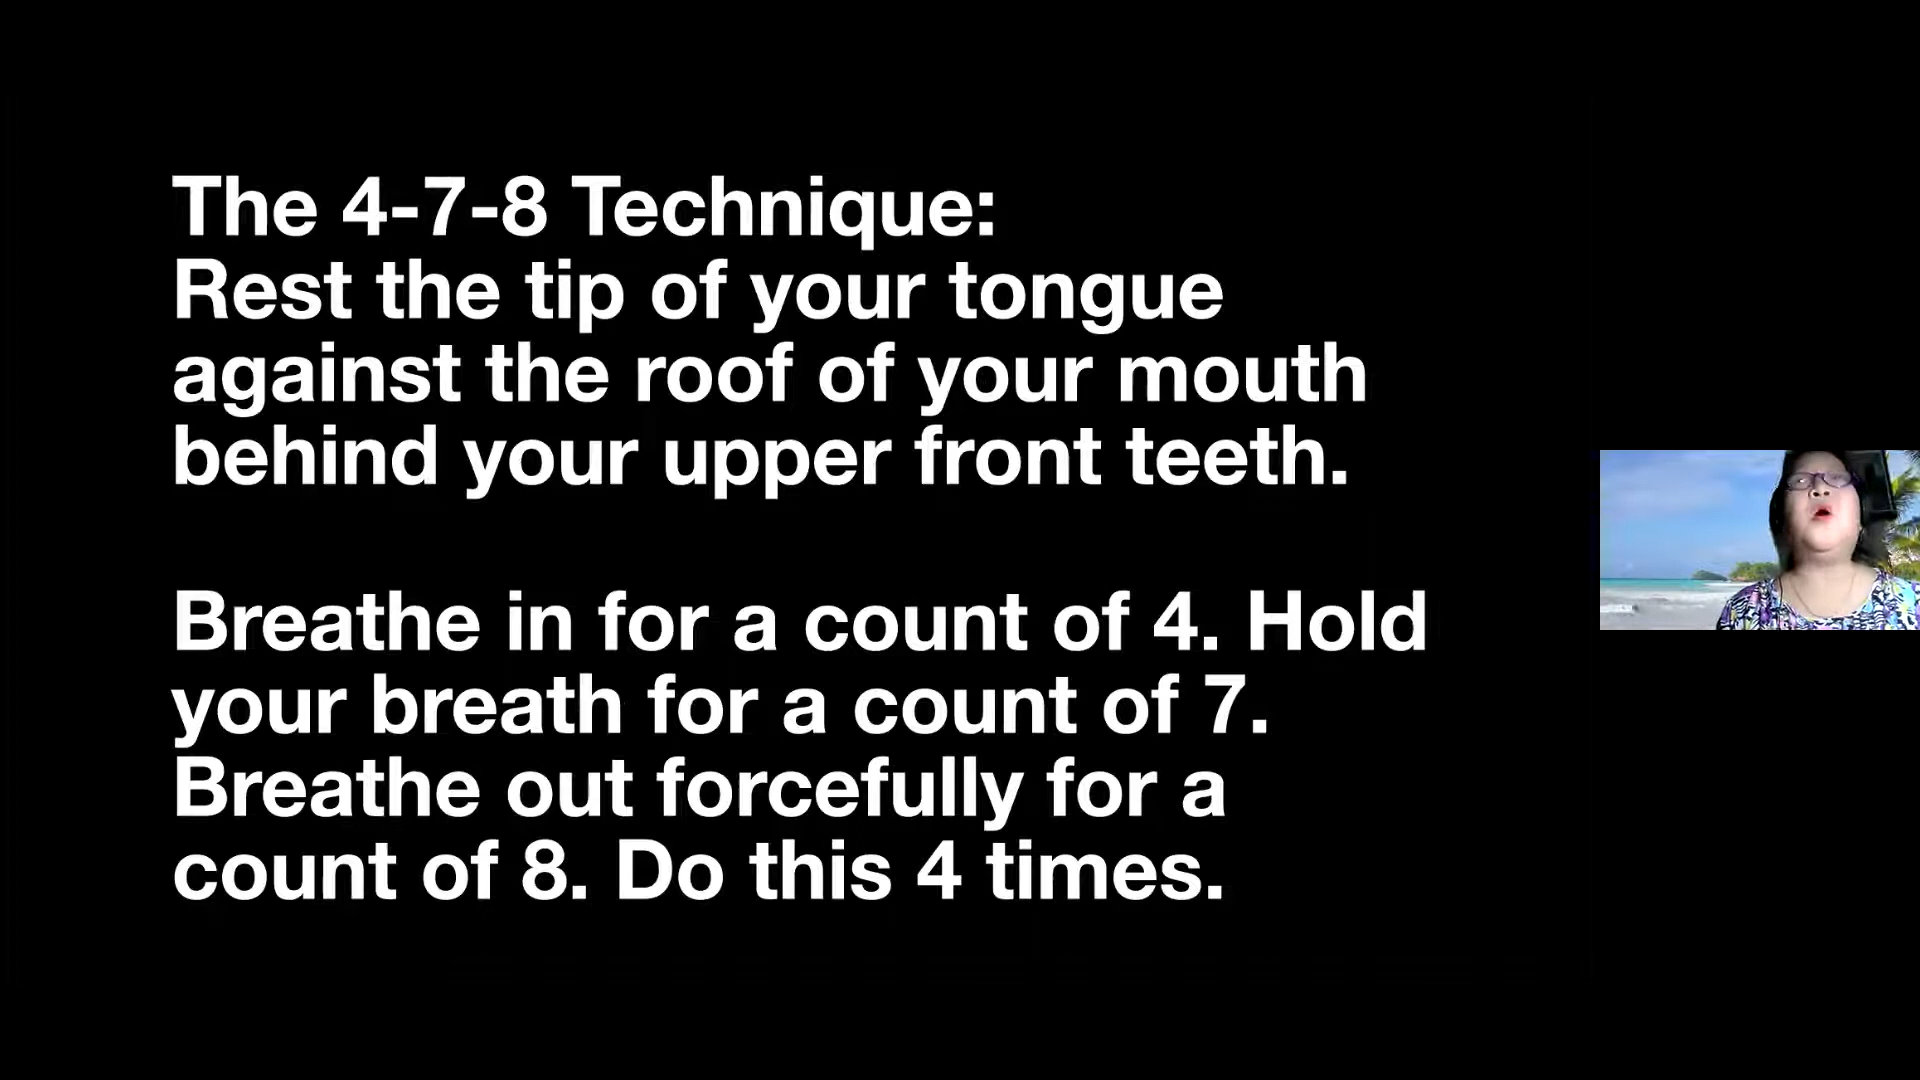 The 4-7-8 Technique:
Rest the tip of your tongue
against the roof of your mouth
behind your upper front teeth.
Breathe in for a count of 4. Hold
your breath for a count of 7.
Breathe out forcefully for a
count of 8. Do this 4 times.